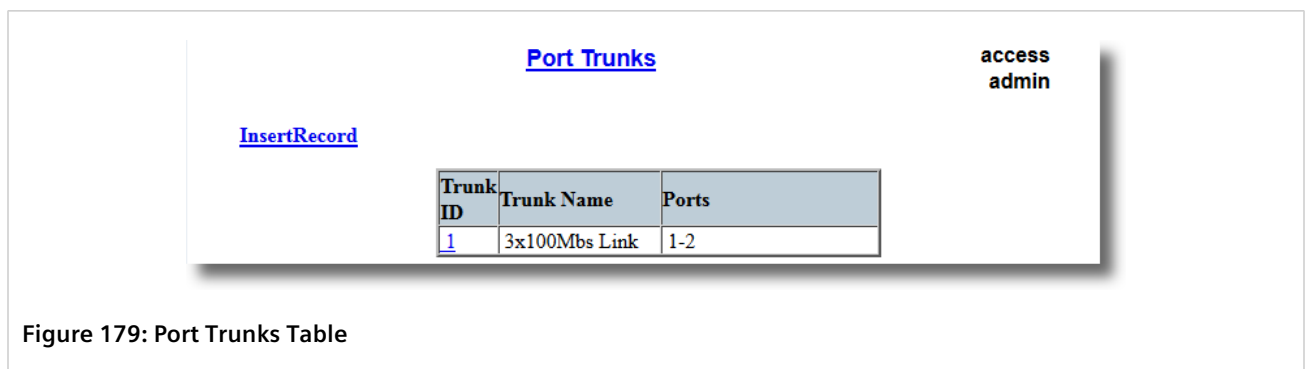 Port Trunks
access
admin
InsertRecord
Trunk ID Trunk Name Ports
1 3x100Mbs Link 1-2
Figure 179: Port Trunks Table